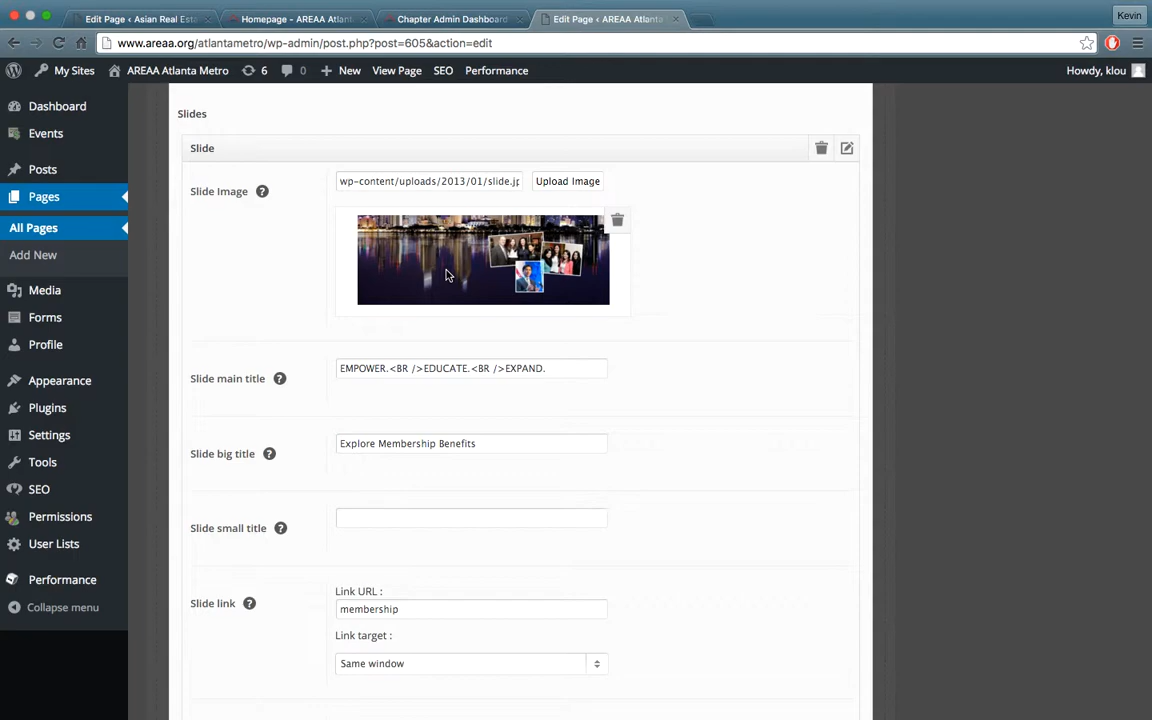 Edit Page ‹ Asian Real Esta
Homepage – AREAA Atlant
Chapter Admin Dashboard
Edit Page ‹ AREAA Atlanta
Kevin
www.areaa.org/atlantametro/wp-admin/post.php?post=605&action=edit
My Sites
AREAA Atlanta Metro
6
0
New
View Page
SEO
Performance
Howdy, klou
Dashboard
Events
Posts
Pages
All Pages
Add New
Media
Forms
Profile
Appearance
Plugins
Settings
Tools
SEO
Permissions
User Lists
Performance
Collapse menu
Slides
Slide
Slide Image ?
wp-content/uploads/2013/01/slide.jp
Upload Image
Slide main title ?
EMPOWER.<BR />EDUCATE.<BR />EXPAND.
Slide big title ?
Explore Membership Benefits
Slide small title ?
Slide link ?
Link URL :
membership
Link target :
Same window